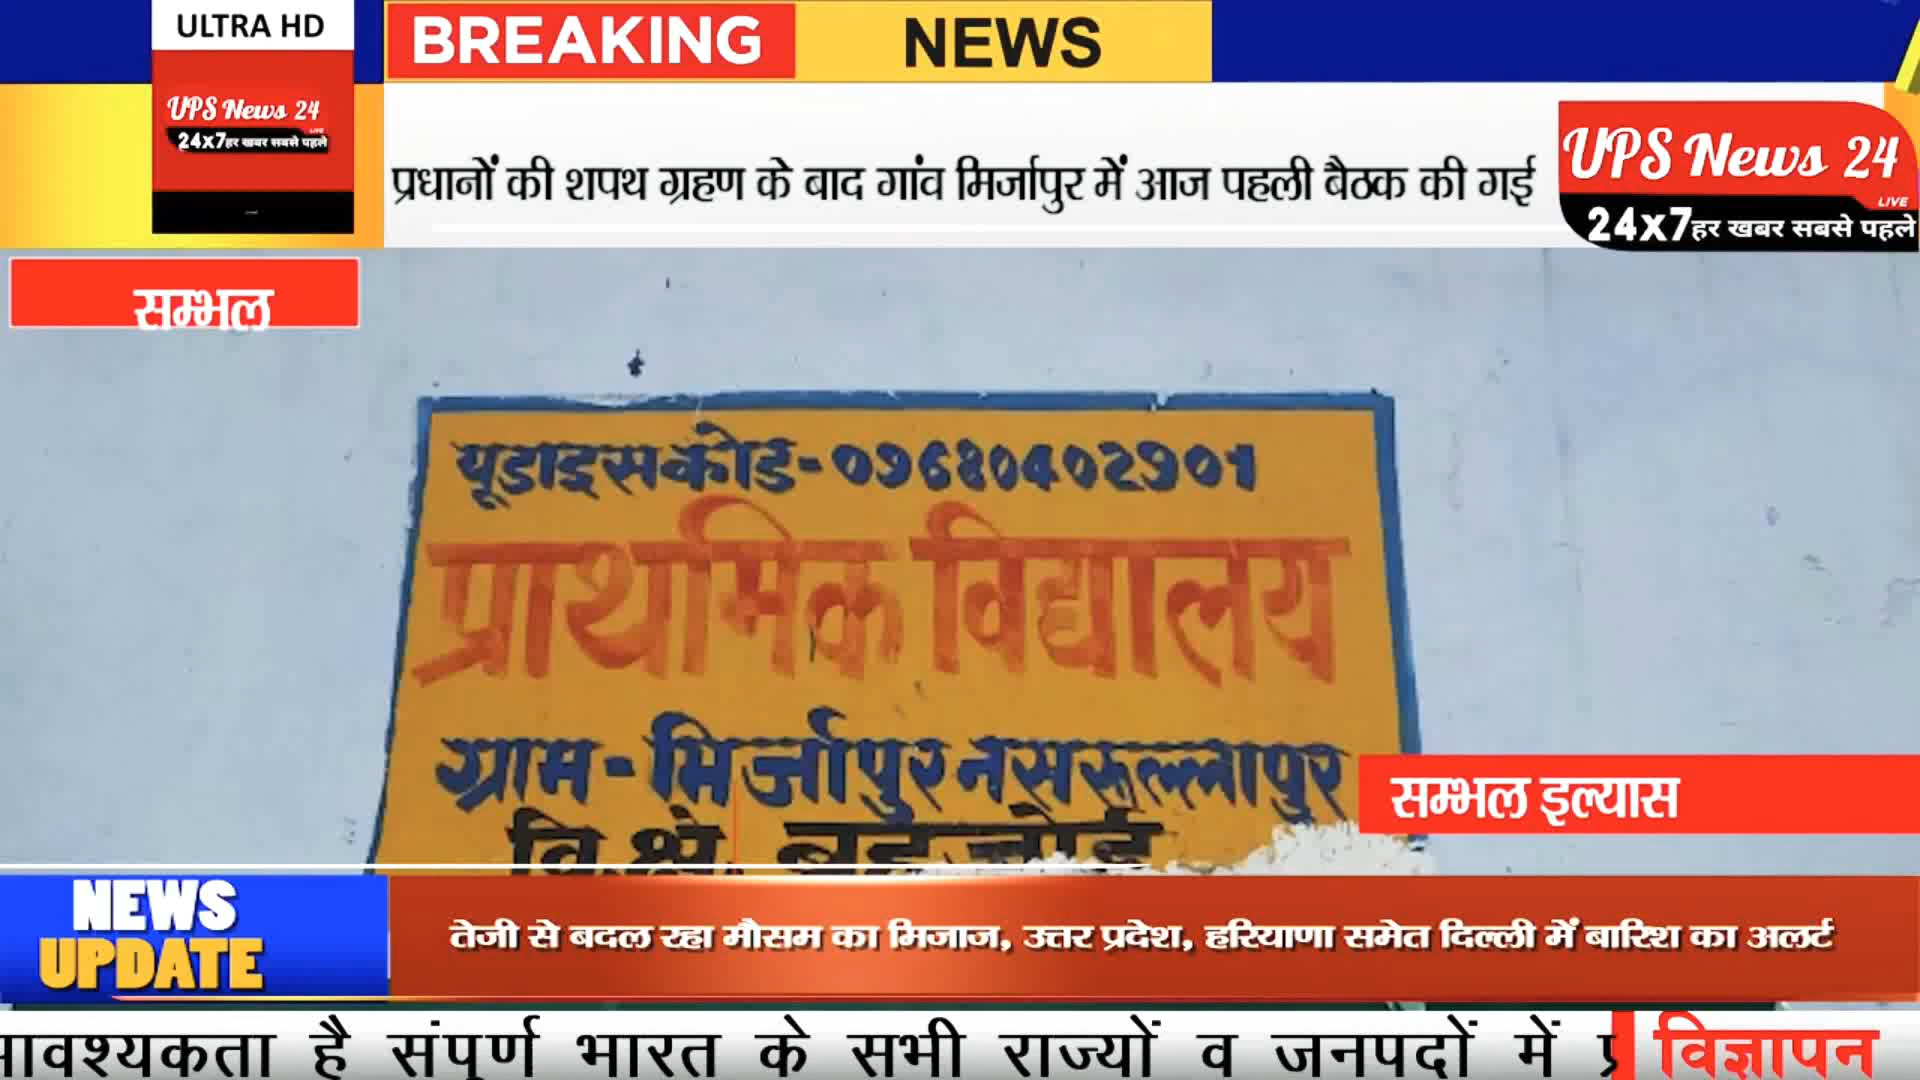 ULTRA HD
BREAKING NEWS
UPS News 24
LIVE
24x7हर खबर सबसे पहले
प्रधानों की शपथ ग्रहण के बाद गांव मिर्जापुर में आज पहली बैठक की गई
UPS News 24
LIVE
24x7हर खबर सबसे पहले
सम्भल
यूडाइसकोड-09680402901
प्राथमिक विद्यालय
ग्राम-मिर्जापुर नसरूल्लापुर
वि.क्षे. बहजोई
सम्भल इल्यास
NEWS
UPDATE
तेजी से बदल रहा मौसम का मिजाज, उत्तर प्रदेश, हरियाणा समेत दिल्ली में बारिश का अलर्ट
आवश्यकता है संपूर्ण भारत के सभी राज्यों व जनपदों में
विज्ञापन